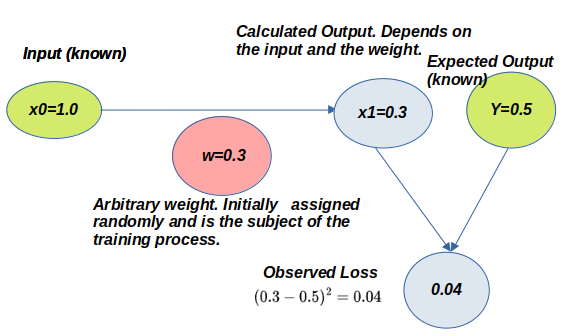 Input (known)
Calculated Output. Depends on
the input and the weight.
Expected Output
(known)
x0=1.0
x1=0.3
Y=0.5
w=0.3
Arbitrary weight. Initially assigned
randomly and is the subject of the
training process.
Observed Loss
(0.3 − 0.5)² = 0.04
0.04